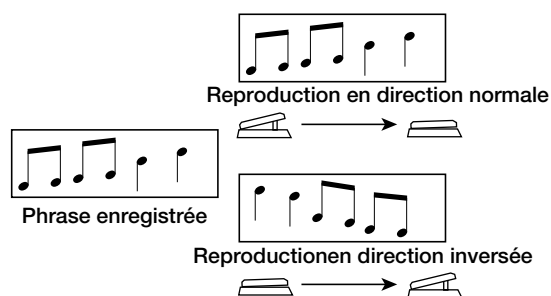 Reproduction en direction normale
Phrase enregistrée
Reproductionen direction inversée